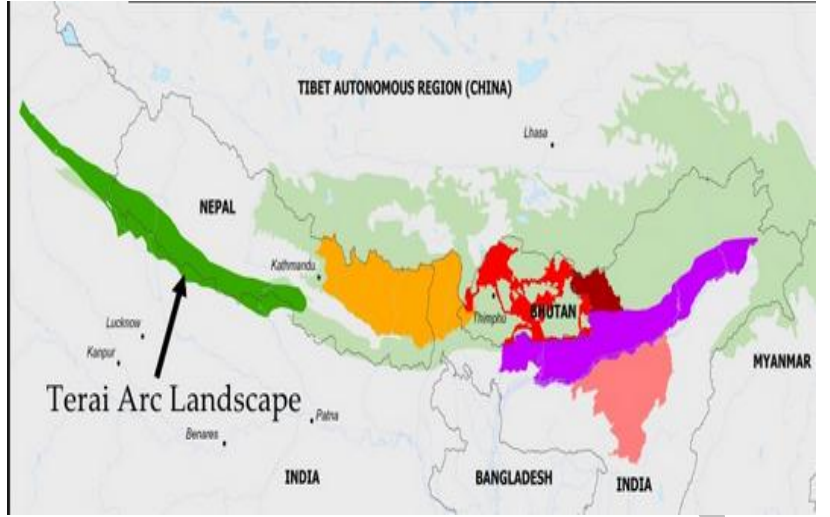 TIBET AUTONOMOUS REGION (CHINA)
Lhasa
NEPAL
Kathmandu
Thimphu
BHUTAN
Lucknow
Kanpur
MYANMAR
Terai Arc Landscape
Patna
Benares
INDIA
BANGLADESH
INDIA